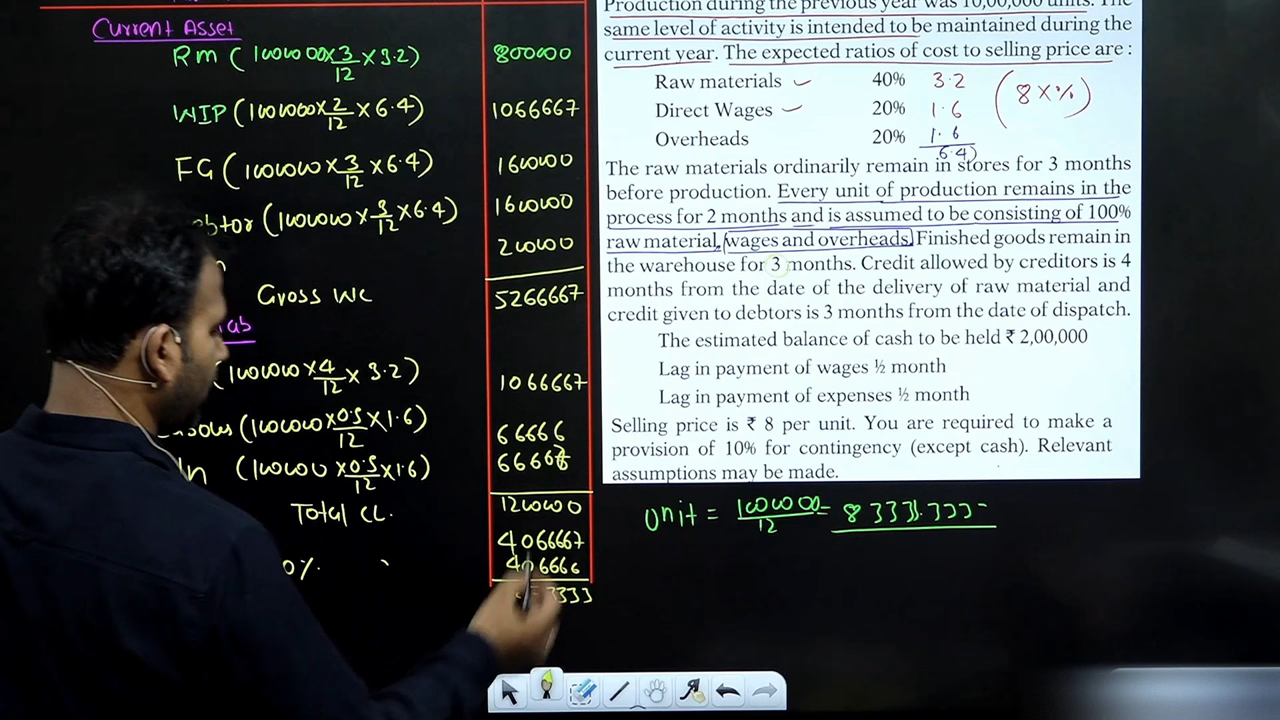 Current Asset
RM (1000000 × 3/12 × 3.2) 800000
WIP (1000000 × 2/12 × 6.4) 1066667
FG (1000000 × 3/12 × 6.4) 1600000
btor (1000000 × 3/12 × 6.4) 1600000
200000
Gross WC 5266667
iab
(1000000 × 4/12 × 3.2) 1066667
(1000000 × 0.5/12 × 1.6) 66666
(1000000 × 0.5/12 × 1.6) 66667
Total CL. 1200000
4066667
0%. 406666
3333
Production during the previous year was 10,00,000 units. The
same level of activity is intended to be maintained during the
current year. The expected ratios of cost to selling price are :
Raw materials 40% 3.2
Direct Wages 20% 1.6
Overheads 20% 1.6
6.4)
(8 × %)
The raw materials ordinarily remain in stores for 3 months
before production. Every unit of production remains in the
process for 2 months and is assumed to be consisting of 100%
raw material, wages and overheads. Finished goods remain in
the warehouse for 3 months. Credit allowed by creditors is 4
months from the date of the delivery of raw material and
credit given to debtors is 3 months from the date of dispatch.
The estimated balance of cash to be held ₹ 2,00,000
Lag in payment of wages ½ month
Lag in payment of expenses ½ month
Selling price is ₹ 8 per unit. You are required to make a
provision of 10% for contingency (except cash). Relevant
assumptions may be made.
Unit = 1000000/12 = 83333.333